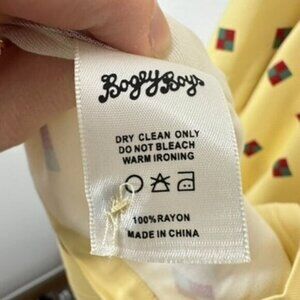 Bogey Boys
DRY CLEAN ONLY
DO NOT BLEACH
WARM IRONING
100%RAYON
MADE IN CHINA